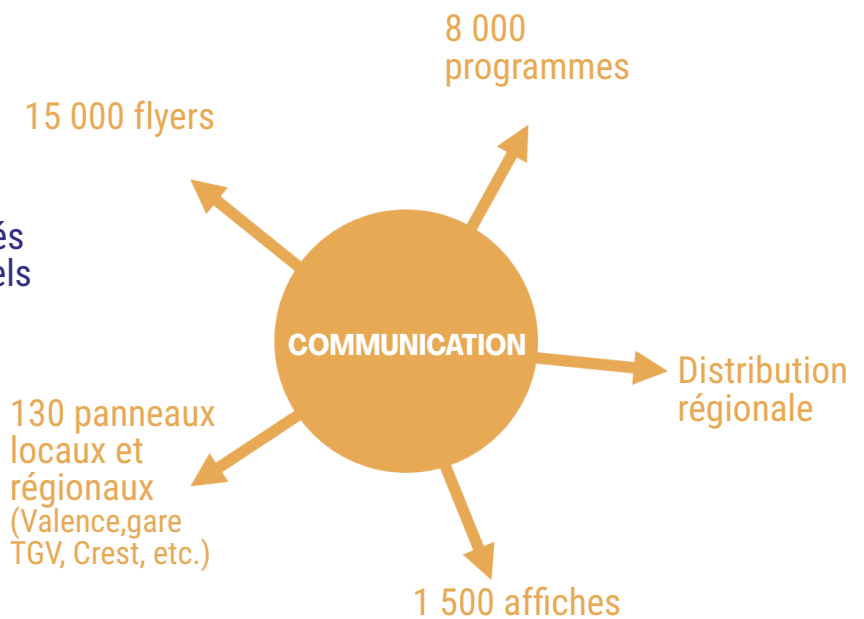 8 000
programmes
15 000 flyers
és
els
COMMUNICATION
Distribution
régionale
130 panneaux
locaux et
régionaux
(Valence,gare
TGV, Crest, etc.)
1 500 affiches